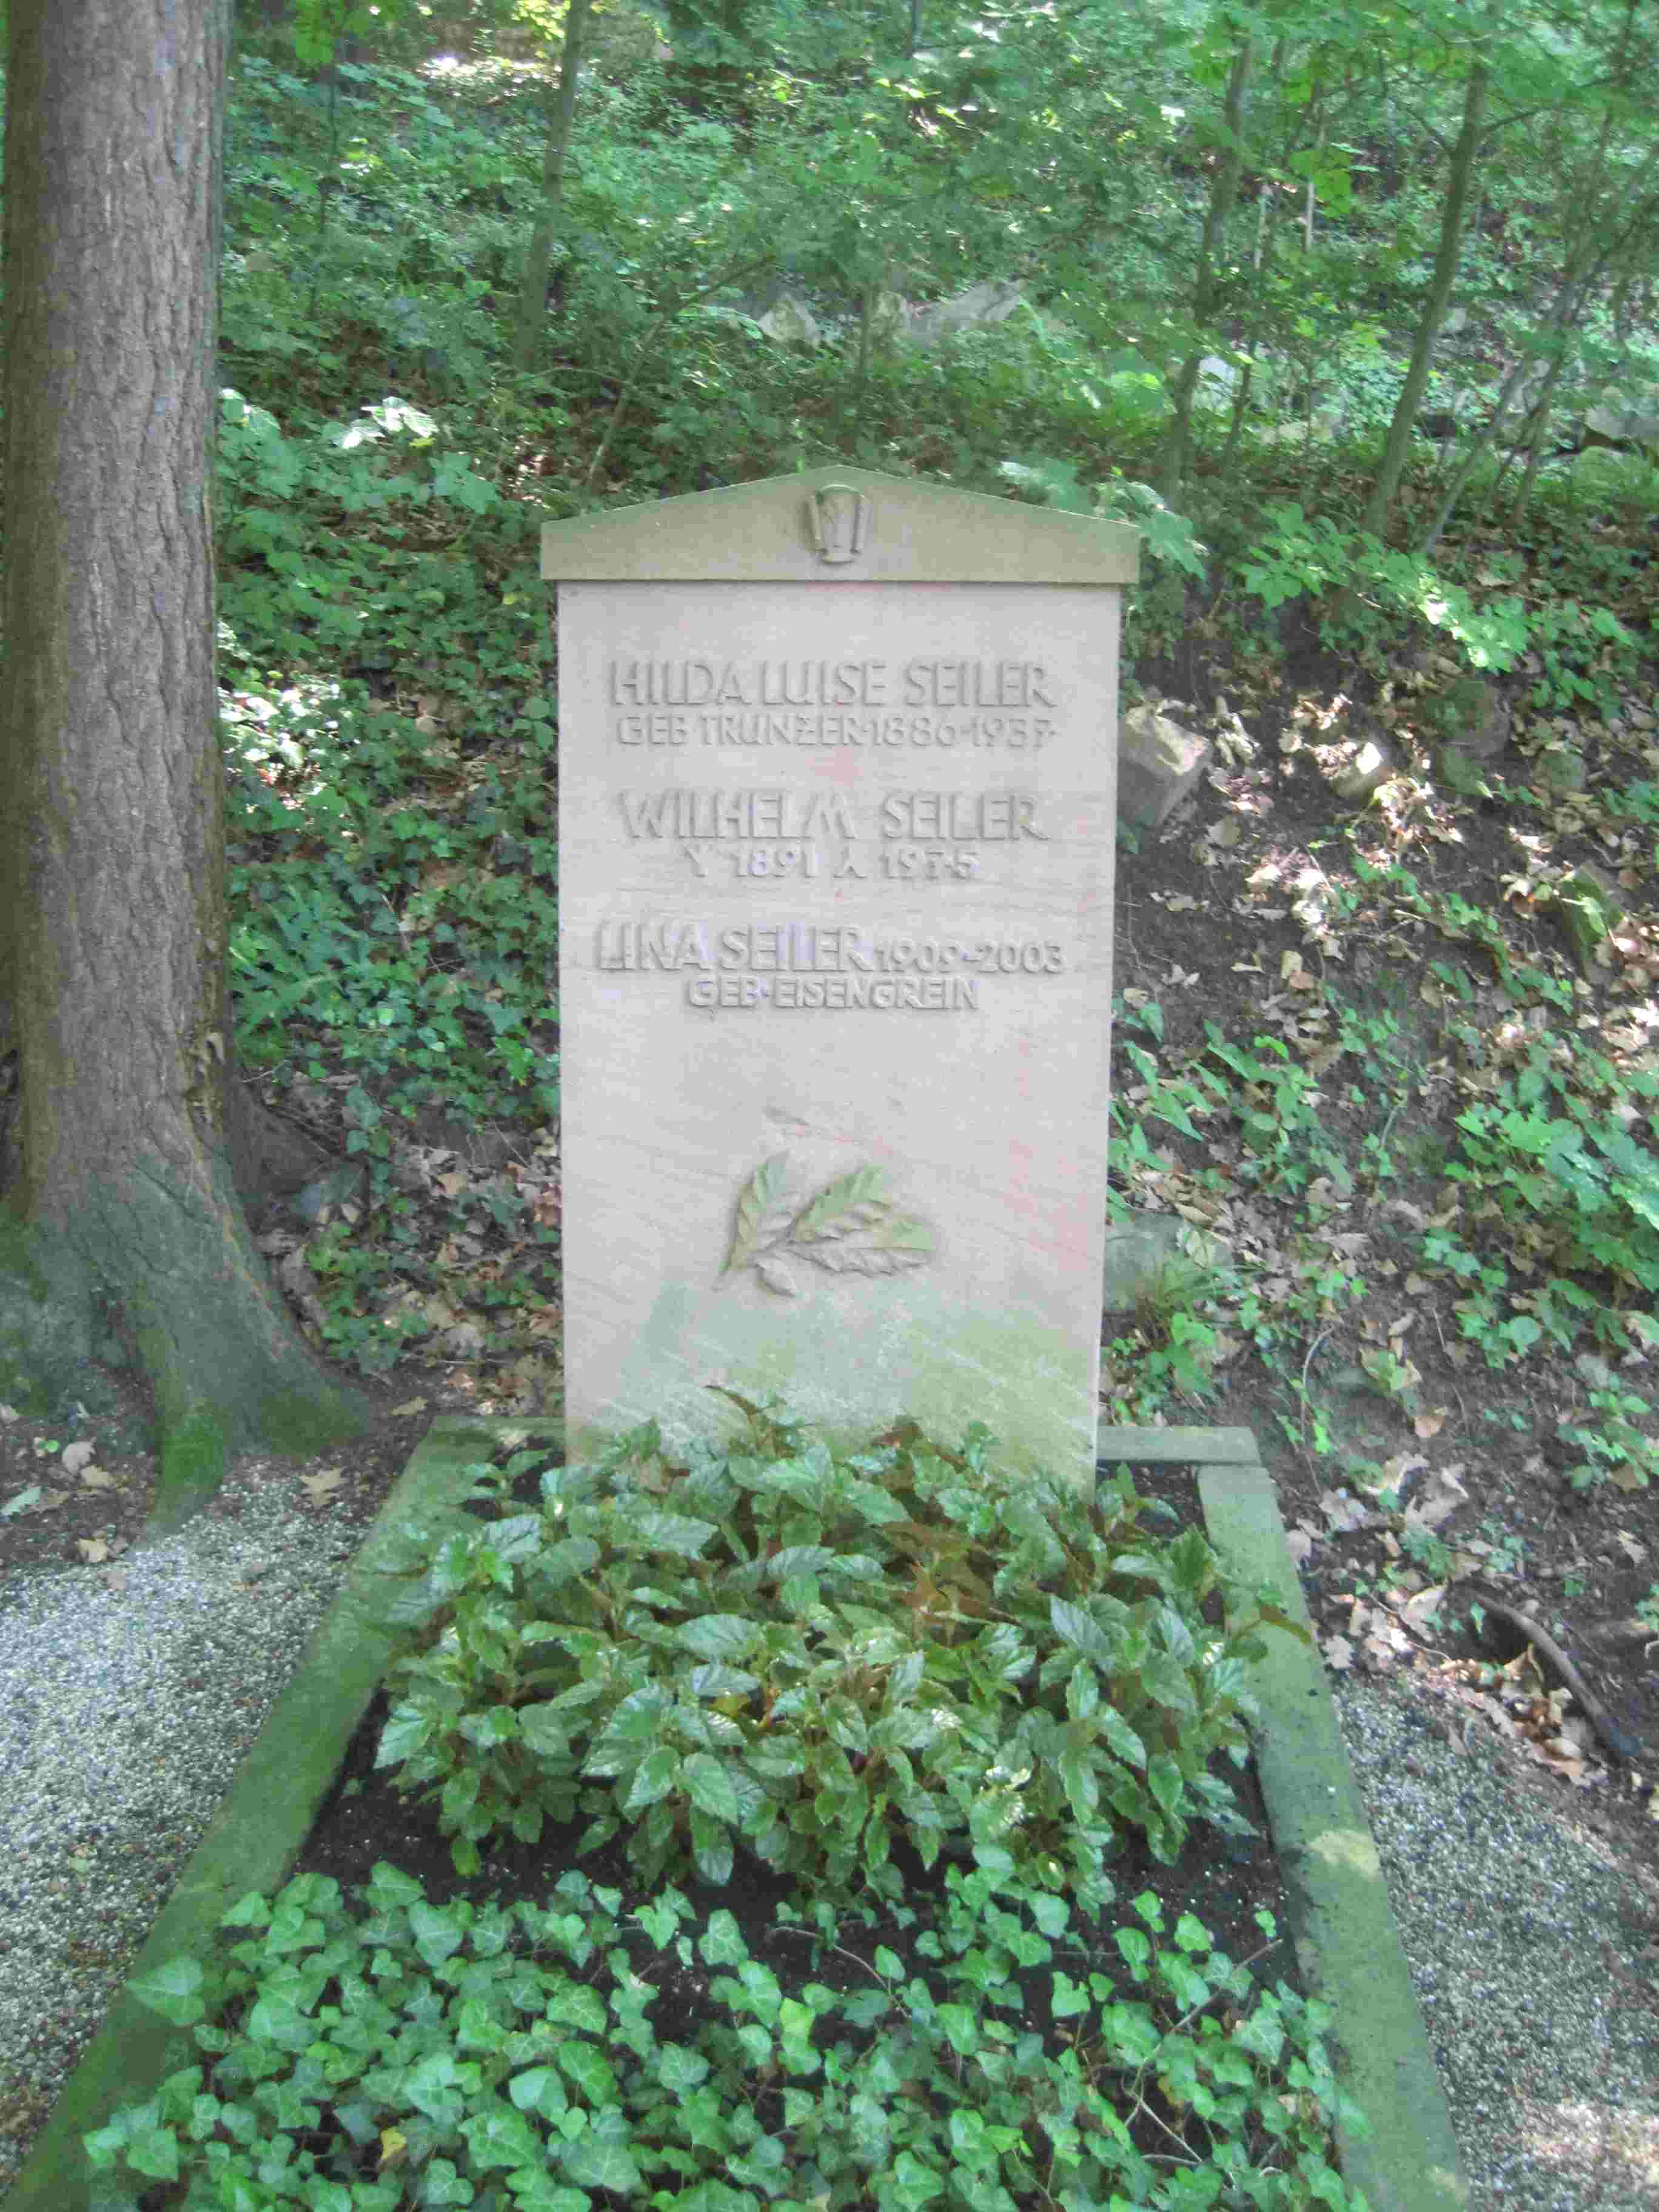 HILDA LUISE SEILER
GEB TRUNZER·1886-1937·
WILHELM SEILER
ᛉ 1891 ᛣ 1975
LINA SEILER 1909-2003
GEB·EISENGREIN